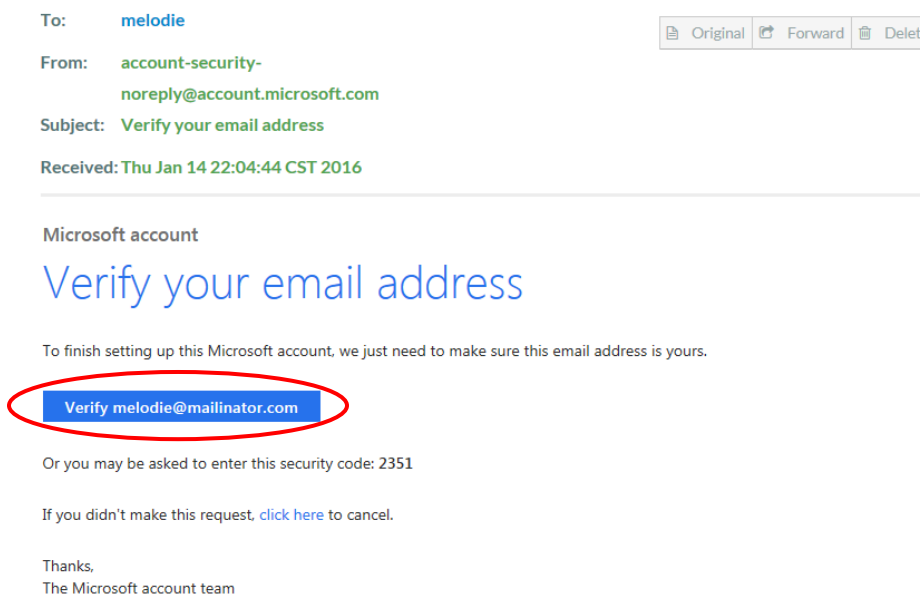 To: melodie
Original Forward Delet
From: account-security-
noreply@account.microsoft.com
Subject: Verify your email address
Received: Thu Jan 14 22:04:44 CST 2016
Microsoft account
Verify your email address
To finish setting up this Microsoft account, we just need to make sure this email address is yours.
Verify melodie@mailinator.com
Or you may be asked to enter this security code: 2351
If you didn't make this request, click here to cancel.
Thanks,
The Microsoft account team